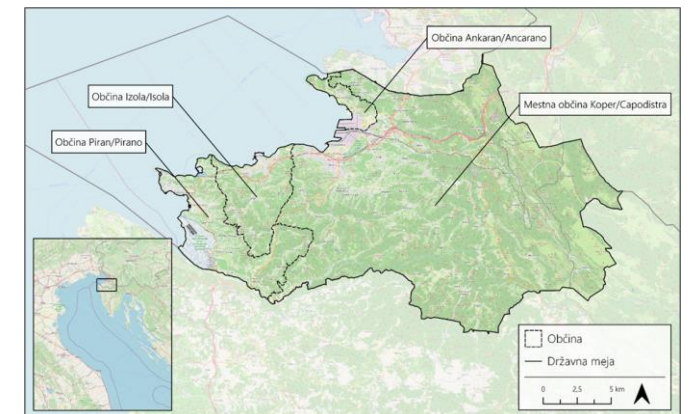 Občina Ankaran/Ancarano
Občina Izola/Isola
Mestna občina Koper/Capodistra
Občina Piran/Pirano
Občina
Državna meja
0 2,5 5 km